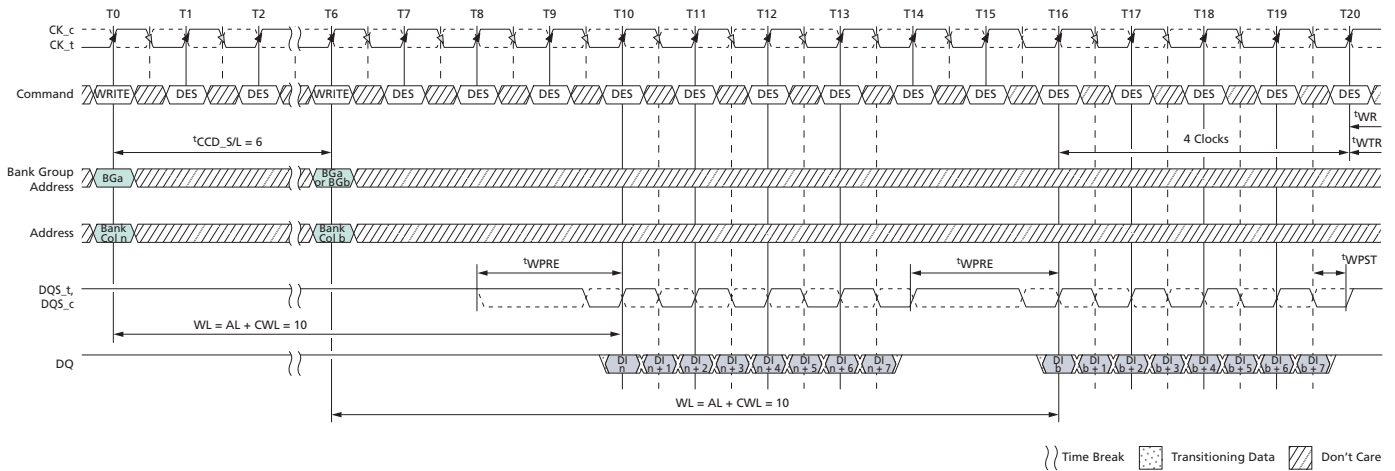 T0 T1 T2 T6 T7 T8 T9 T10 T11 T12 T13 T14 T15 T16 T17 T18 T19 T20
CK_c
CK_t
Command WRITE DES DES WRITE DES DES DES DES DES DES DES DES DES DES DES DES DES DES
tWR
tCCD_S/L = 6
4 Clocks
tWTR
Bank Group
Address
BGa
BGa
or BGb
Address
Bank
Col n
Bank
Col b
tWPRE tWPRE tWPST
DQS_t,
DQS_c
WL = AL + CWL = 10
DQ
DI
n
DI
n + 1
DI
n + 2
DI
n + 3
DI
n + 4
DI
n + 5
DI
n + 6
DI
n + 7
DI
b
DI
b + 1
DI
b + 2
DI
b + 3
DI
b + 4
DI
b + 5
DI
b + 6
DI
b + 7
WL = AL + CWL = 10
Time Break Transitioning Data Don't Care